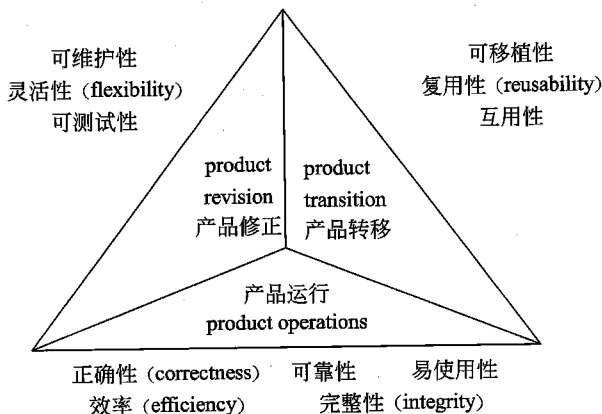 可维护性
灵活性（flexibility）
可测试性
可移植性
复用性（reusability）
互用性
product
revision
产品修正
product
transition
产品转移
产品运行
product operations
正确性（correctness） 可靠性 易使用性
效率（efficiency） 完整性（integrity）